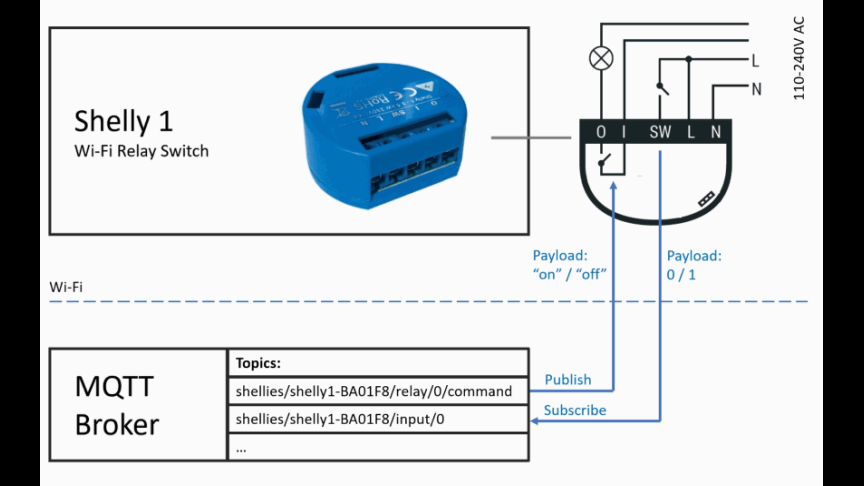 Shelly 1
Wi-Fi Relay Switch
110-240V AC
L
N
O I SW L N
Payload:
"on" / "off"
Payload:
0 / 1
Wi-Fi
MQTT
Broker
Topics:
shellies/shelly1-BA01F8/relay/0/command
shellies/shelly1-BA01F8/input/0
...
Publish
Subscribe